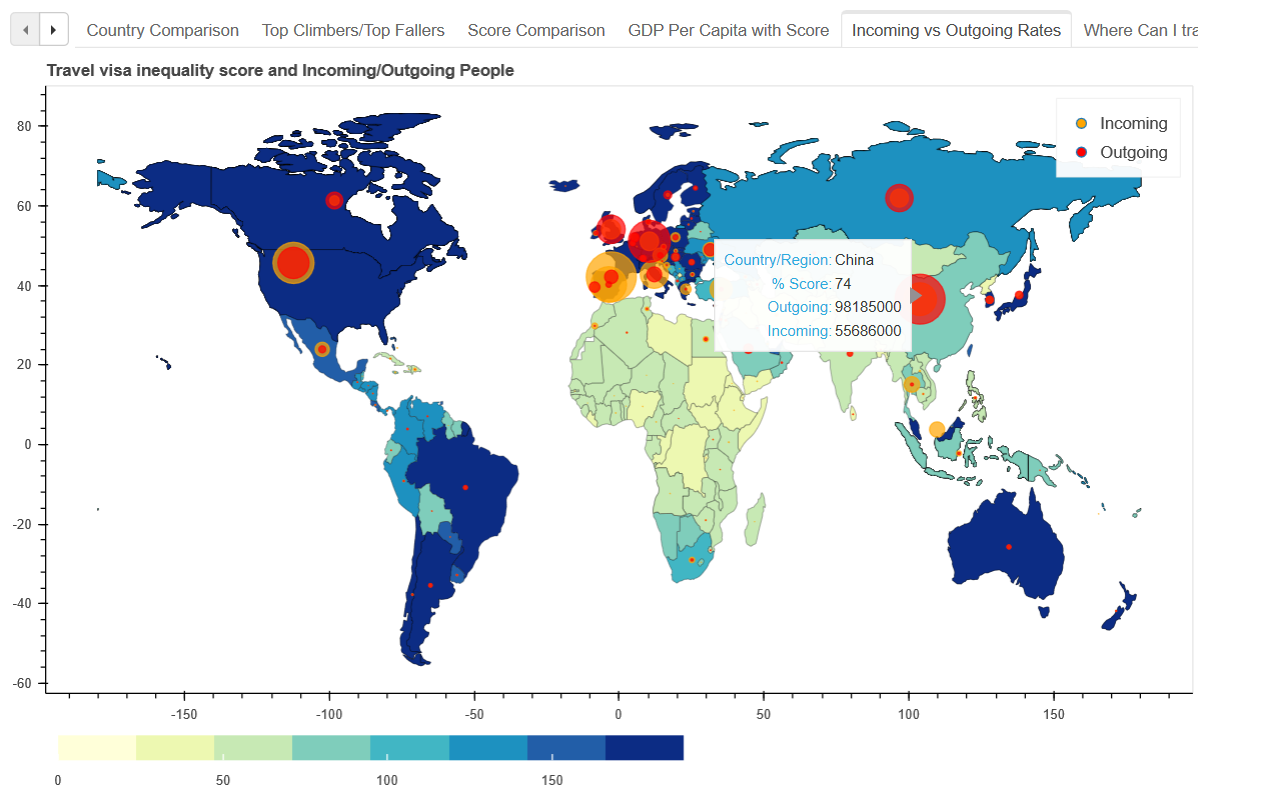 Country Comparison Top Climbers/Top Fallers Score Comparison GDP Per Capita with Score Incoming vs Outgoing Rates Where Can I tra
Travel visa inequality score and Incoming/Outgoing People
Incoming
Outgoing
80
60
40
20
0
-20
-40
-60
Country/Region: China
% Score: 74
Outgoing: 98185000
Incoming: 55686000
-150 -100 -50 0 50 100 150
0 50 100 150